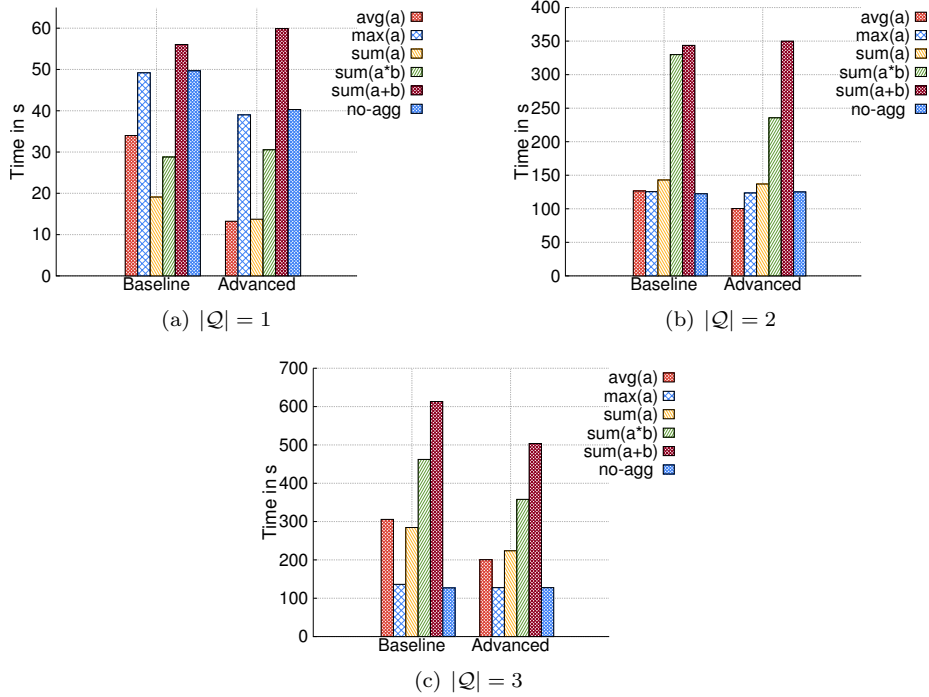 Time in s
60
50
40
30
20
10
0
Baseline Advanced
avg(a)
max(a)
sum(a)
sum(a*b)
sum(a+b)
no-agg
(a) |𝒬| = 1
Time in s
400
350
300
250
200
150
100
50
0
Baseline Advanced
avg(a)
max(a)
sum(a)
sum(a*b)
sum(a+b)
no-agg
(b) |𝒬| = 2
Time in s
700
600
500
400
300
200
100
0
Baseline Advanced
avg(a)
max(a)
sum(a)
sum(a*b)
sum(a+b)
no-agg
(c) |𝒬| = 3